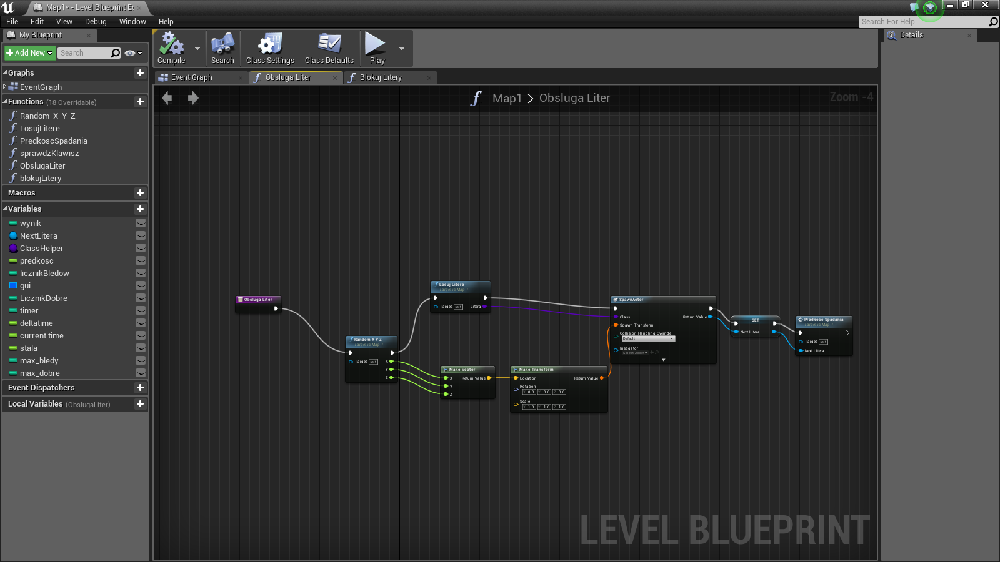 Map1* - Level Blueprint Ec
File Edit View Debug Window Help
Search For Help
My Blueprint
Add New
Search
Compile
Search
Class Settings
Class Defaults
Play
Details
Graphs
EventGraph
Functions (18 Overridable)
Random_X_Y_Z
LosujLitere
PredkoscSpadania
sprawdzKlawisz
ObslugaLiter
blokujLitery
Macros
Variables
wynik
NextLitera
ClassHelper
predkosc
licznikBledow
gui
LicznikDobre
timer
deltatime
current time
stala
max_bledy
max_dobre
Event Dispatchers
Local Variables (ObslugaLiter)
Event Graph
Obsluga Liter
Blokuj Litery
Map1 > Obsluga Liter
Zoom -4
Obsluga Liter
Random X Y Z
Target is Map 1
Target self
X
Y
Z
Losuj Litere
Target is Map 1
Target self
Litera
Make Vector
X
Y
Z
Return Value
Make Transform
Location
Return Value
Rotation
X 0.0 Y 0.0 Z 0.0
Scale
X 1.0 Y 1.0 Z 1.0
SpawnActor
Class
Return Value
Spawn Transform
Collision Handling Override
Default
Instigator
Select Asset
SET
Next Litera
Predkosc Spadania
Target is Map 1
Target self
Next Litera
LEVEL BLUEPRINT